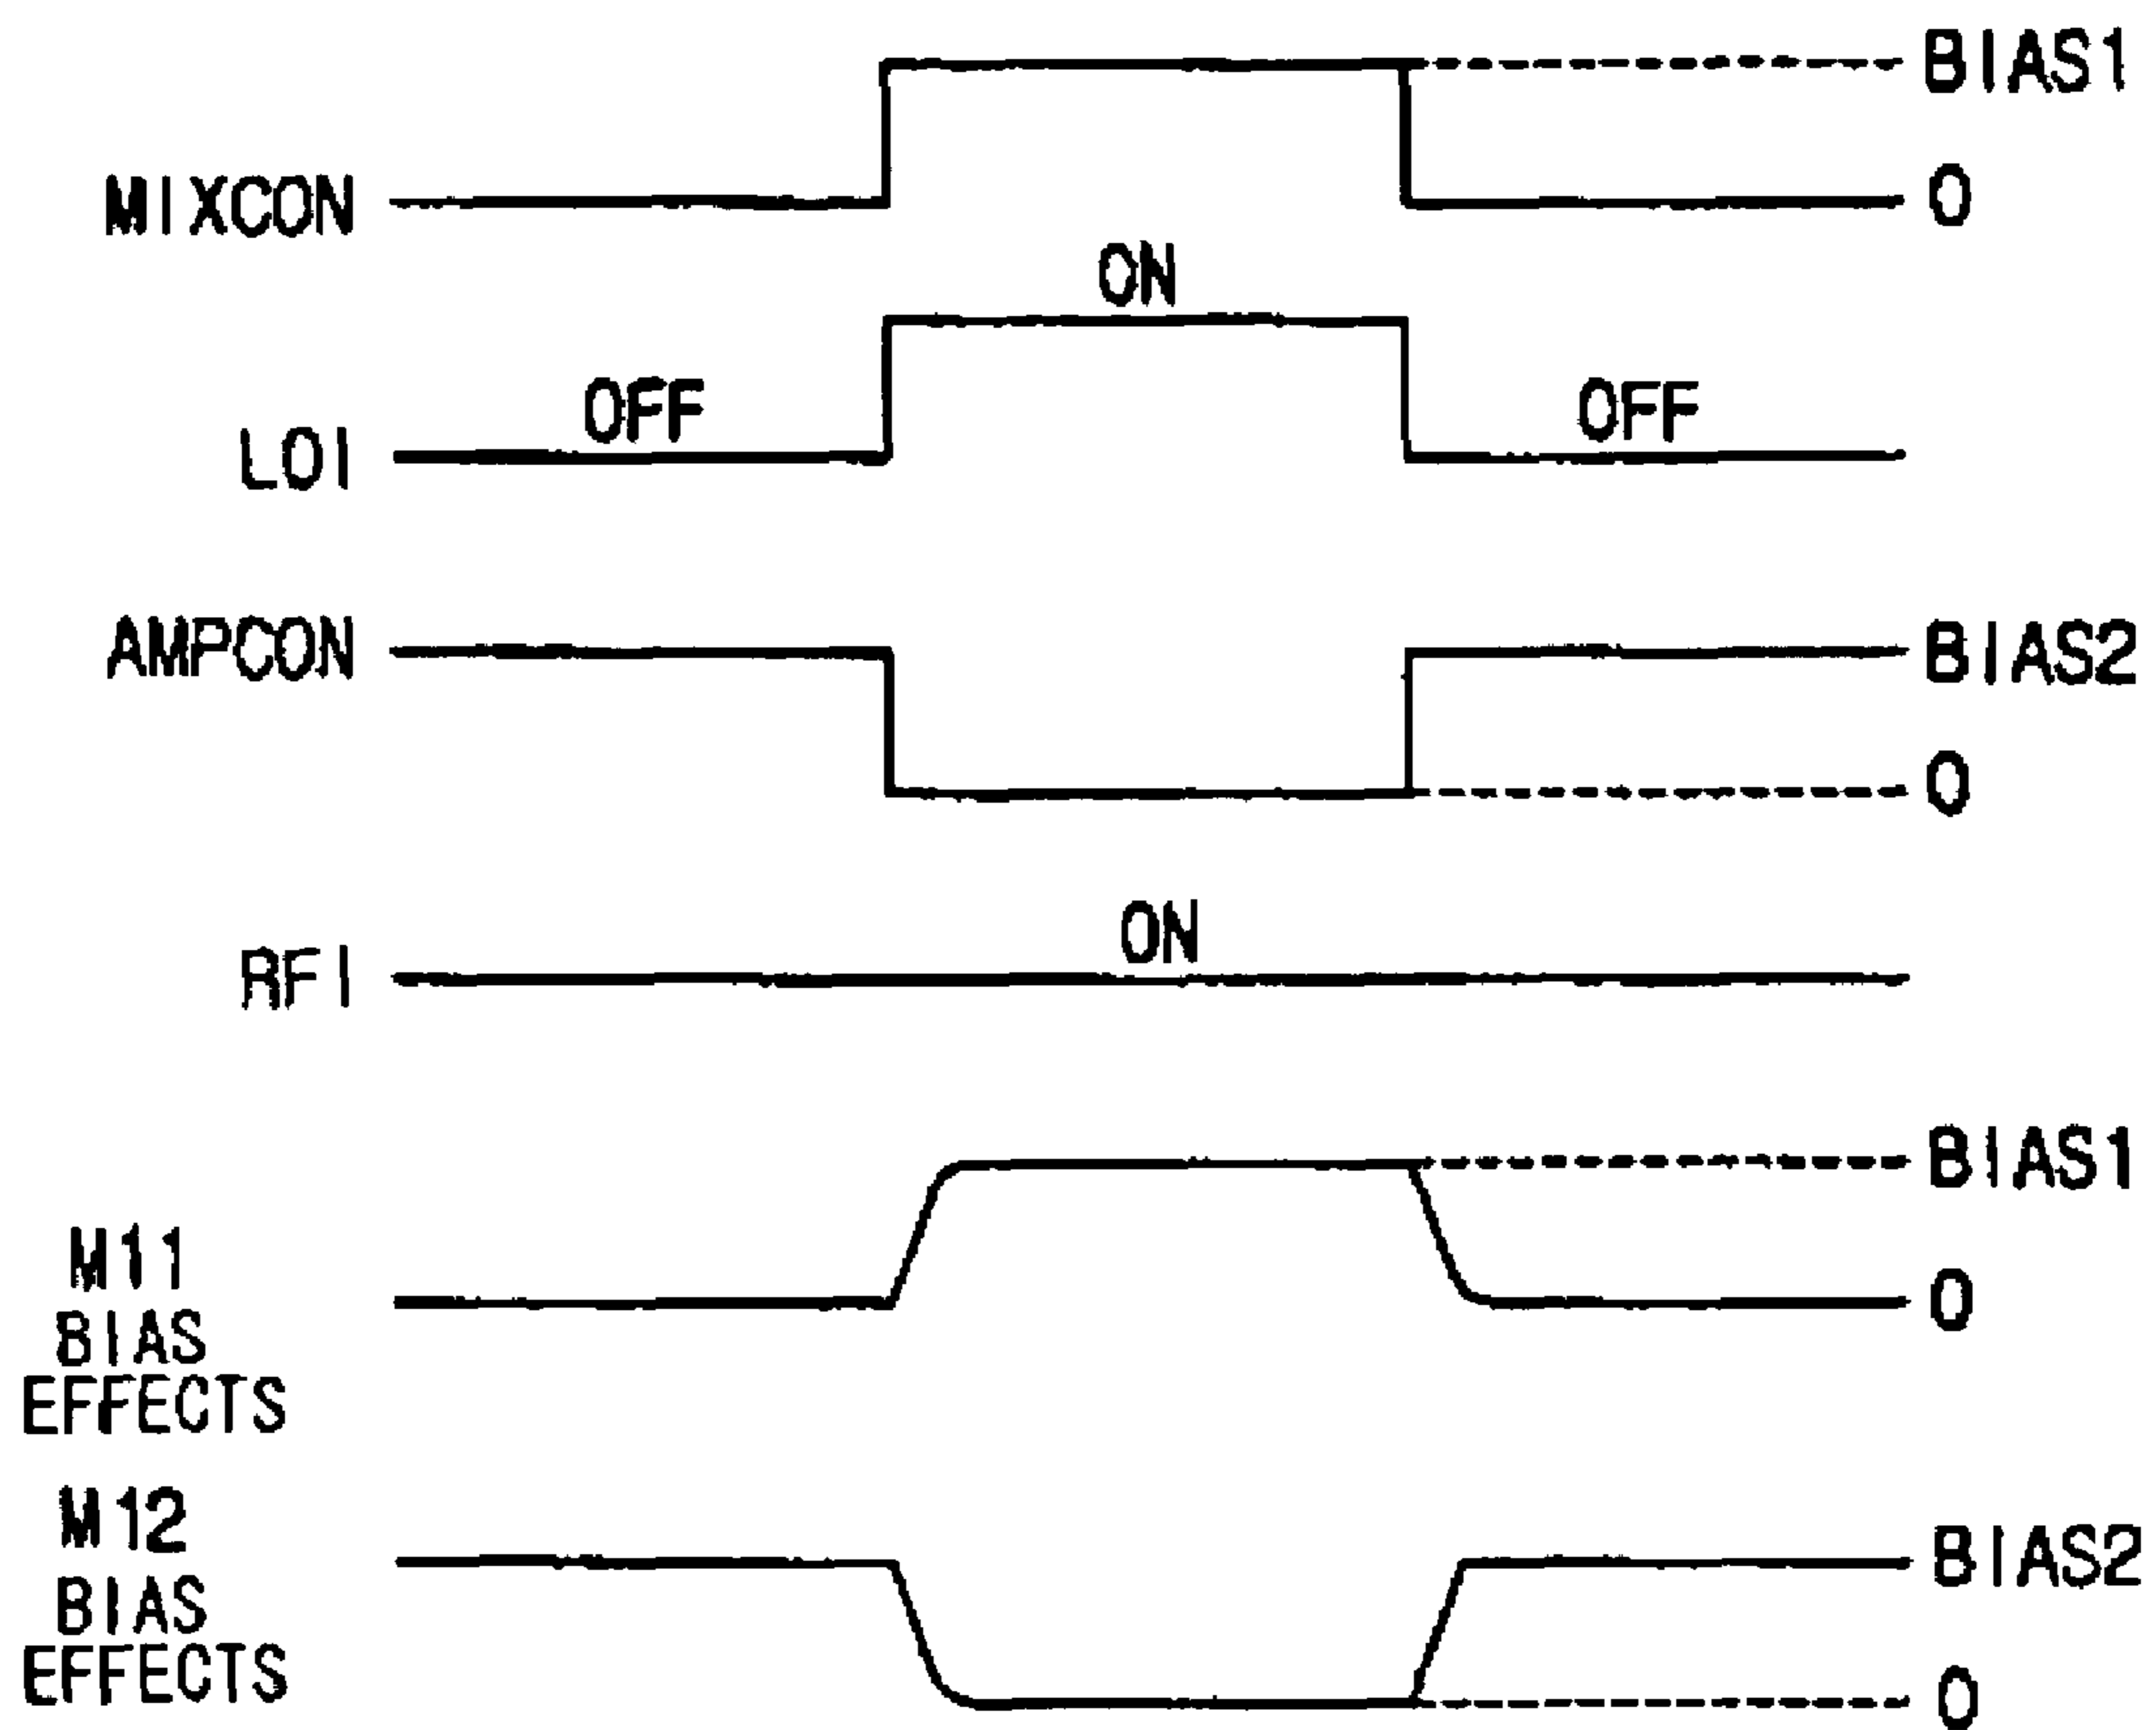 BIAS1
MIXCON
0
ON
OFF
OFF
LOI
AMPCON
BIAS2
0
ON
RFI
BIAS1
M11
BIAS
EFFECTS
0
M12
BIAS
EFFECTS
BIAS2
0